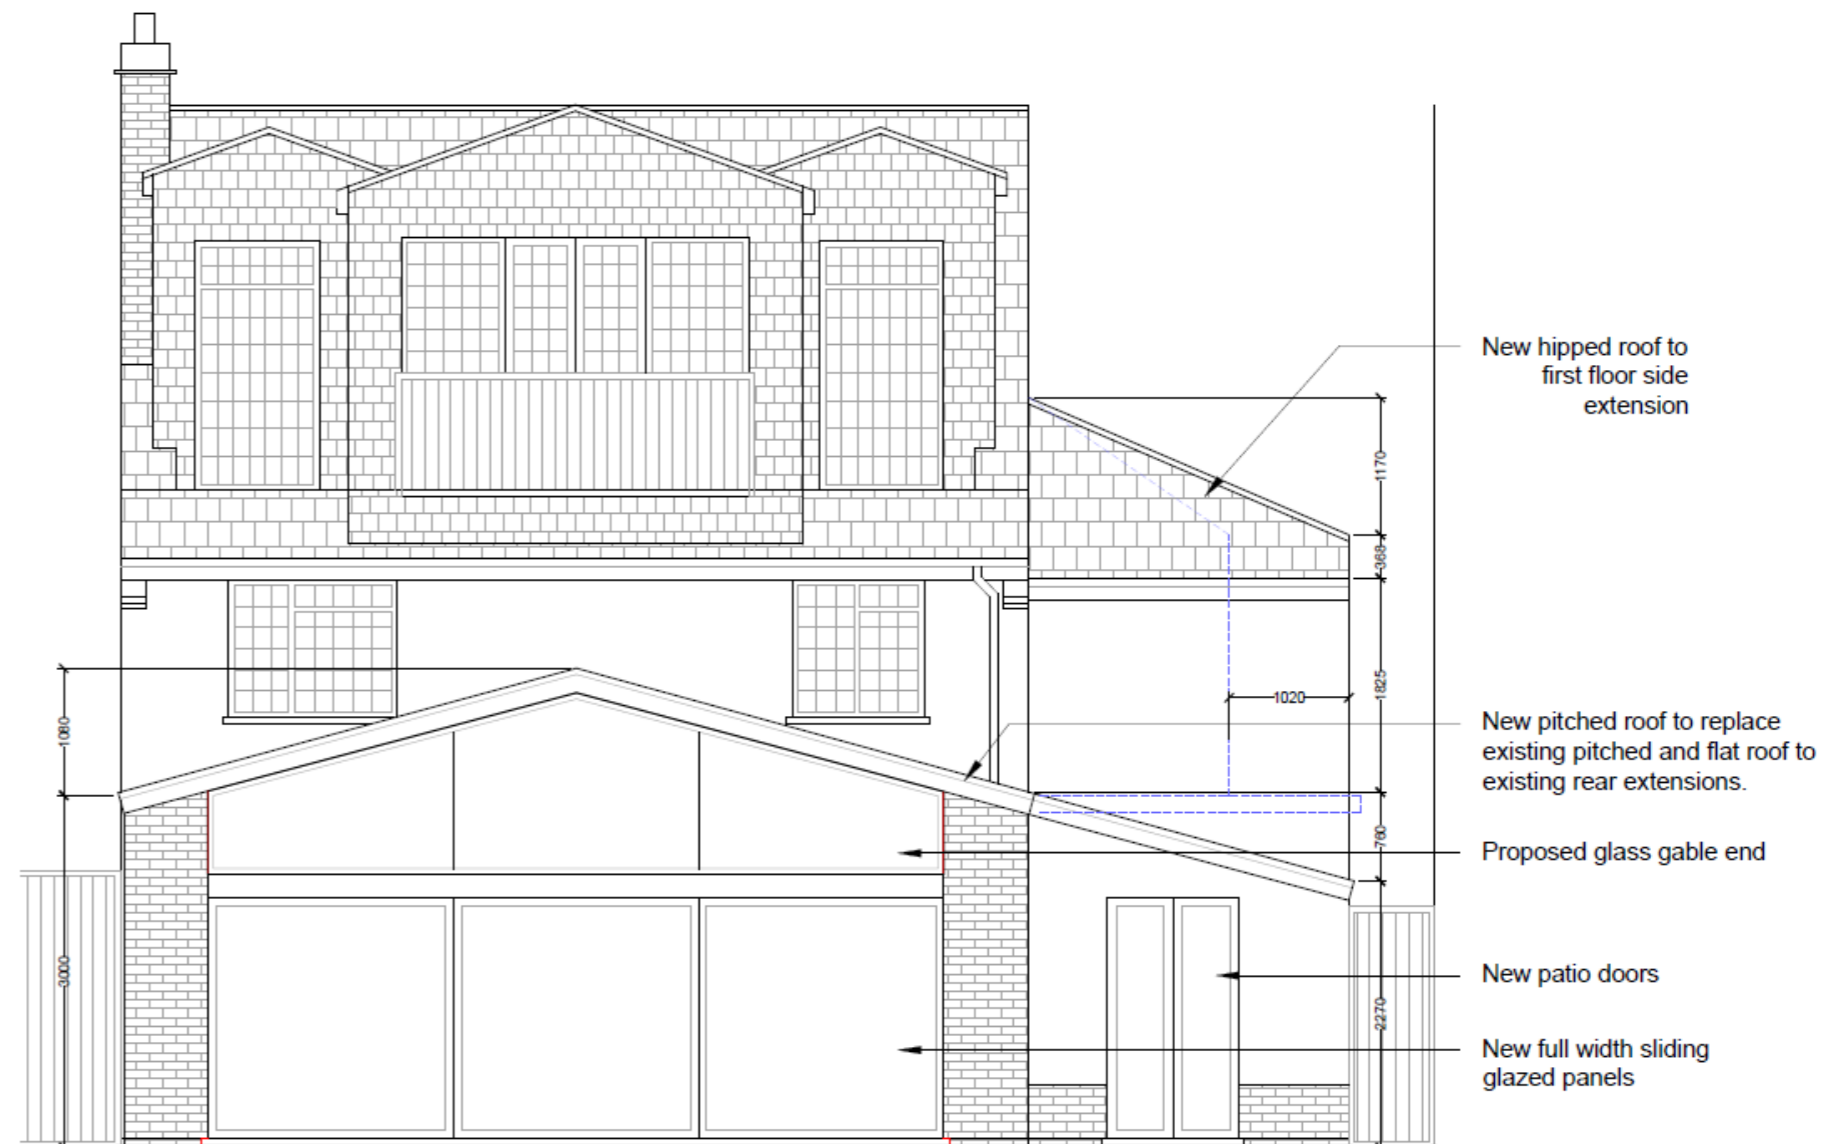 New hipped roof to
first floor side
extension
1170
368
1825
1020
1080
New pitched roof to replace
existing pitched and flat roof to
existing rear extensions.
760
Proposed glass gable end
3000
New patio doors
2270
New full width sliding
glazed panels